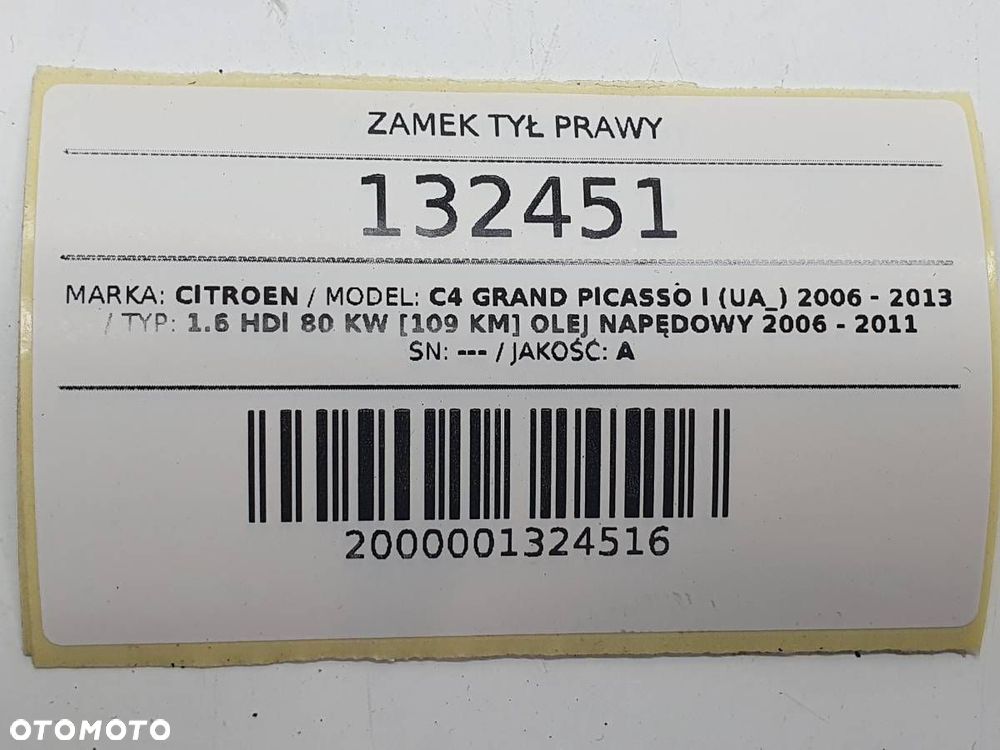 ZAMEK TYŁ PRAWY
132451
MARKA: CITROEN / MODEL: C4 GRAND PICASSO I (UA_) 2006 - 2013
/ TYP: 1.6 HDI 80 KW [109 KM] OLEJ NAPĘDOWY 2006 - 2011
SN: --- / JAKOŚĆ: A
2000001324516
OTOMOTO